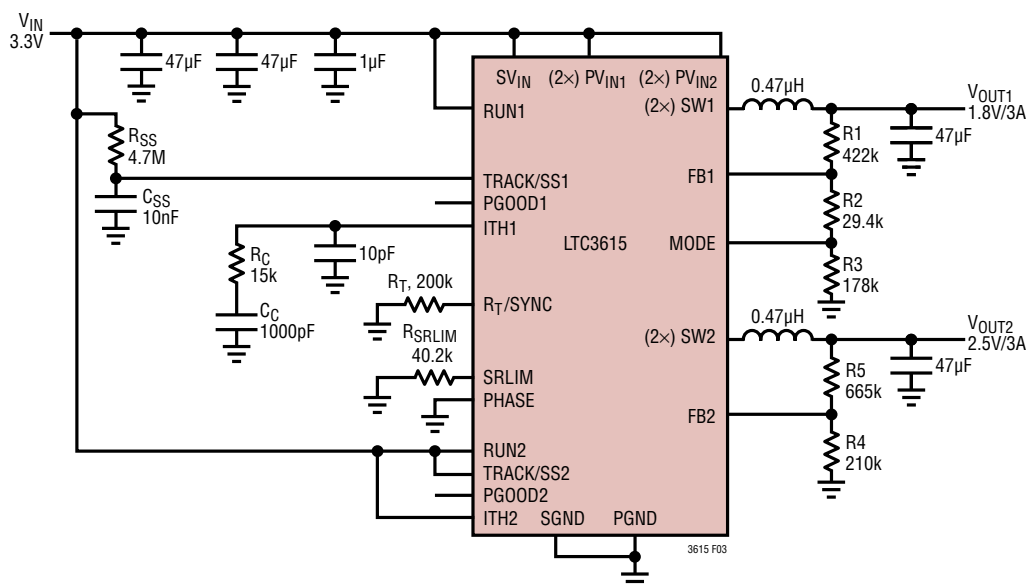 VIN
3.3V
47µF
47µF
1µF
RSS
4.7M
CSS
10nF
RC
15k
CC
1000pF
10pF
RT, 200k
RSRLIM
40.2k
SVIN (2×) PVIN1 (2×) PVIN2
RUN1
TRACK/SS1
PGOOD1
ITH1
RT/SYNC
SRLIM
PHASE
RUN2
TRACK/SS2
PGOOD2
ITH2
LTC3615
SGND PGND
(2×) SW1
FB1
MODE
(2×) SW2
FB2
0.47µH
VOUT1
1.8V/3A
R1
422k
47µF
R2
29.4k
R3
178k
0.47µH
VOUT2
2.5V/3A
R5
665k
47µF
R4
210k
3615 F03